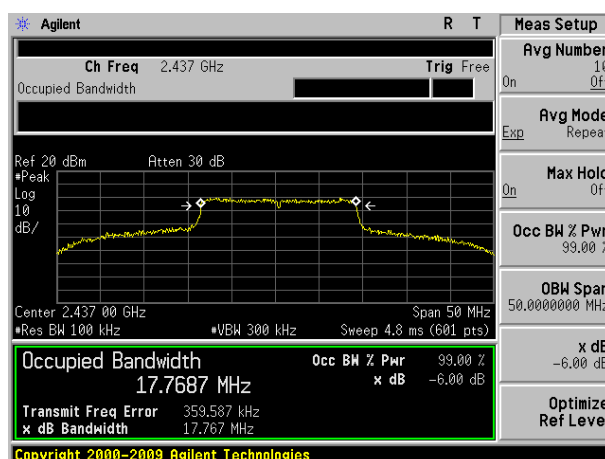 Agilent R T Meas Setup
Ch Freq 2.437 GHz Trig Free
Occupied Bandwidth
Avg Number
10
On Of
Avg Mode
Exp Repeat
Ref 20 dBm Atten 30 dB
#Peak
Log
10
dB/
Max Hold
On Of
Occ BW % Pwr
99.00 %
OBW Span
50.0000000 MHz
Center 2.437 00 GHz Span 50 MHz
#Res BW 100 kHz #VBW 300 kHz Sweep 4.8 ms (601 pts)
x dB
-6.00 dB
Optimize
Ref Level
Occupied Bandwidth Occ BW % Pwr 99.00 %
17.7687 MHz x dB -6.00 dB
Transmit Freq Error 359.587 kHz
x dB Bandwidth 17.767 MHz
Copyright 2000-2009 Agilent Technologies